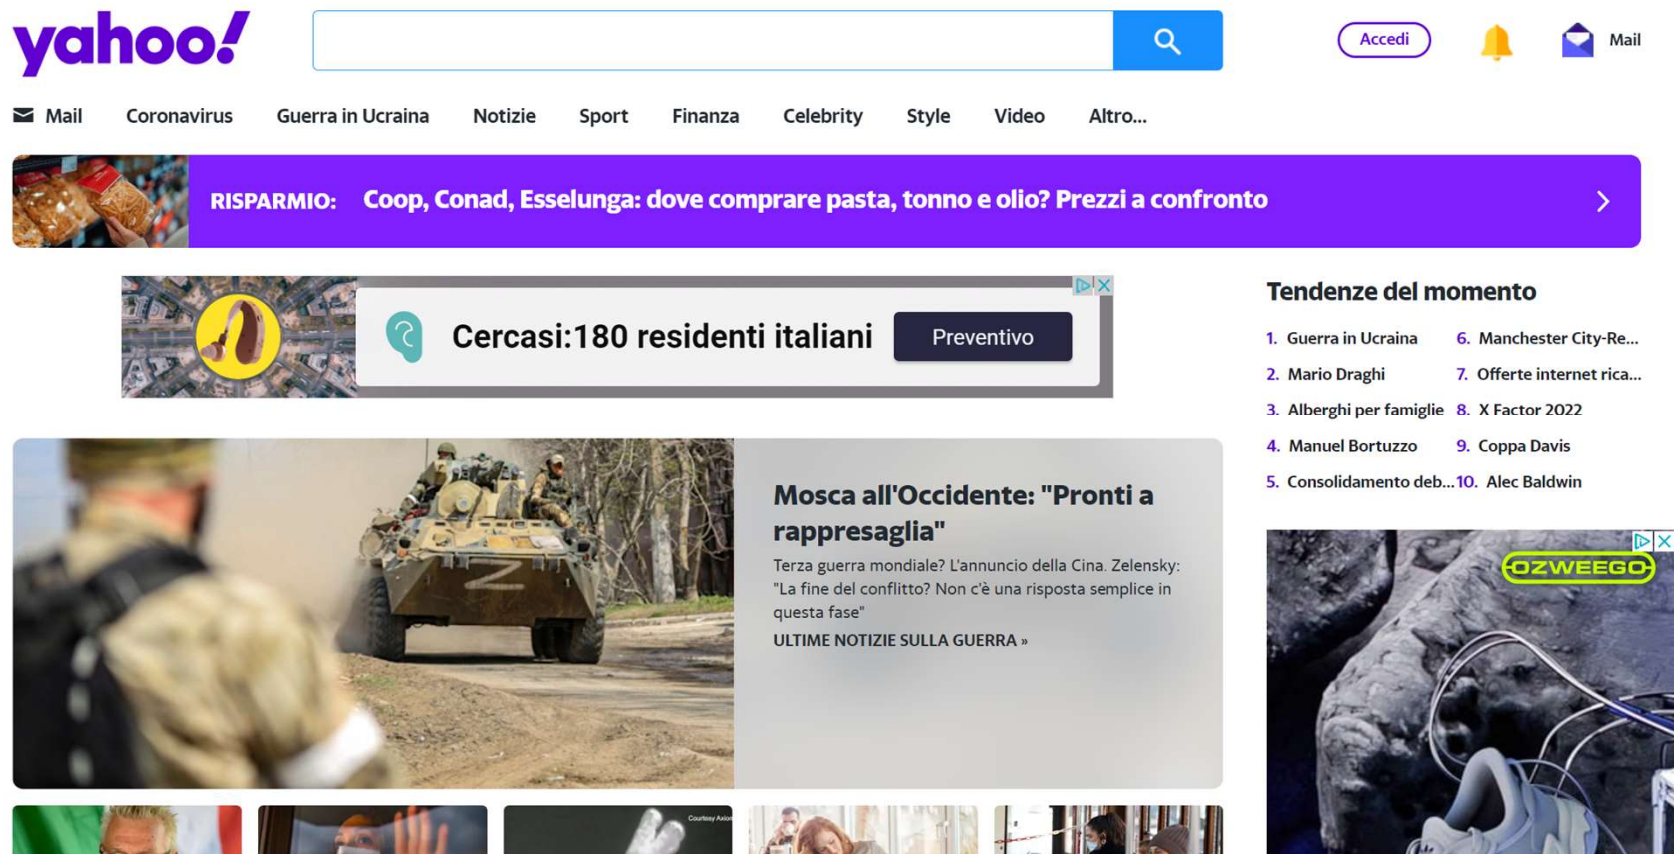 yahoo!
Accedi
Mail
Mail Coronavirus Guerra in Ucraina Notizie Sport Finanza Celebrity Style Video Altro...
RISPARMIO: Coop, Conad, Esselunga: dove comprare pasta, tonno e olio? Prezzi a confronto
Cercasi:180 residenti italiani
Preventivo
Tendenze del momento
1. Guerra in Ucraina
2. Mario Draghi
3. Alberghi per famiglie
4. Manuel Bortuzzo
5. Consolidamento deb...
6. Manchester City-Re...
7. Offerte internet rica...
8. X Factor 2022
9. Coppa Davis
10. Alec Baldwin
Z
Mosca all'Occidente: "Pronti a
rappresaglia"
Terza guerra mondiale? L'annuncio della Cina. Zelensky:
"La fine del conflitto? Non c'è una risposta semplice in
questa fase"
ULTIME NOTIZIE SULLA GUERRA »
OZWEEGO
Courtesy Axiom